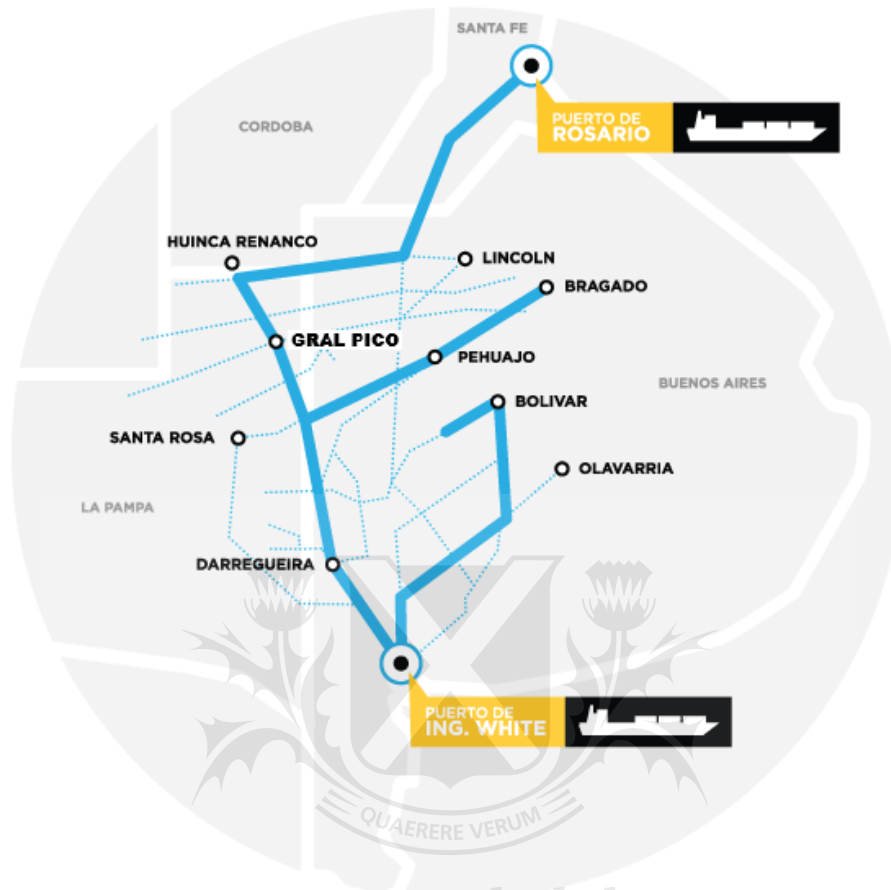 SANTA FE
PUERTO DE
ROSARIO
CORDOBA
HUINCA RENANCO
LINCOLN
BRAGADO
GRAL PICO
PEHUAJO
BUENOS AIRES
BOLIVAR
SANTA ROSA
OLAVARRIA
LA PAMPA
DARREGUEIRA
PUERTO DE
ING. WHITE
QUAERERE VERUM